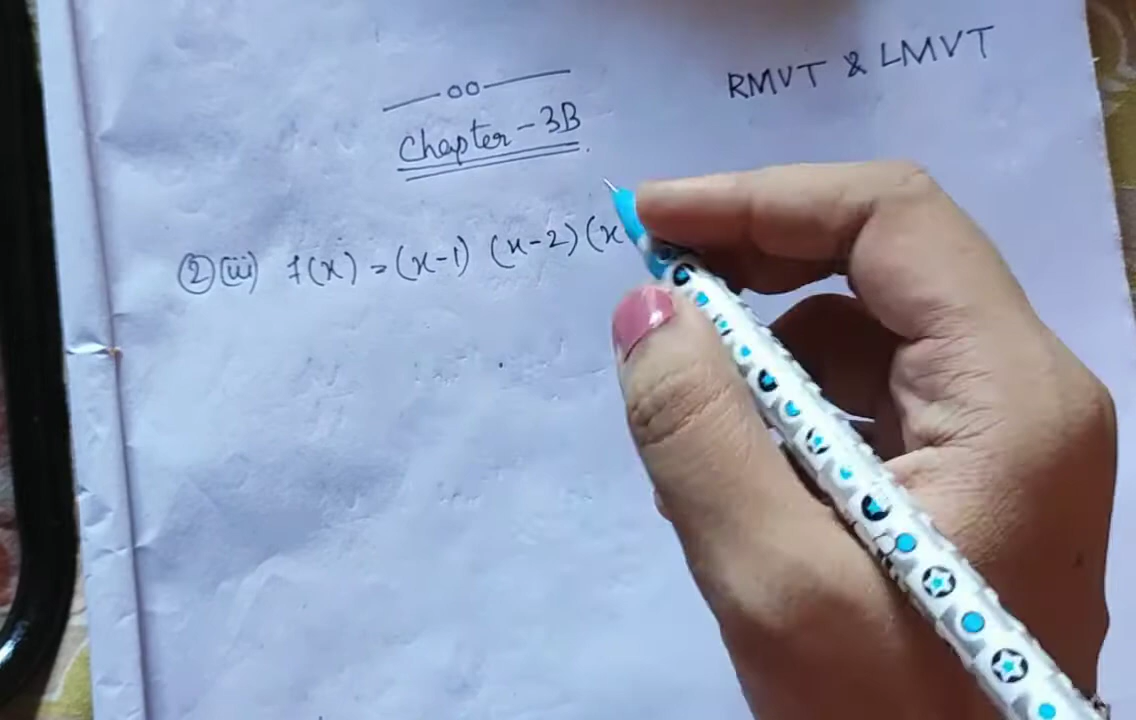 RMVT & LMVT
Chapter - 3B
② (iii) f(x) = (x-1) (x-2) (x